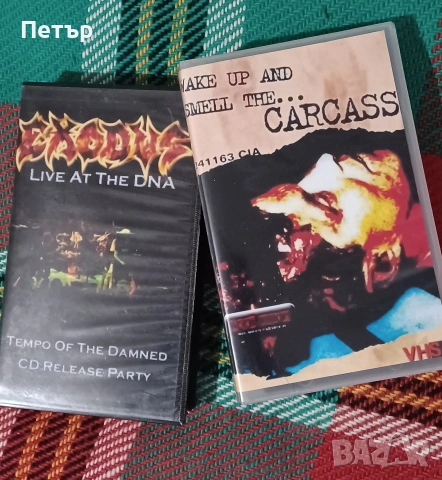 Петър
EXODUS
LIVE AT THE DNA
TEMPO OF THE DAMNED
CD RELEASE PARTY
WAKE UP AND
SMELL THE...
CARCASS
41163 CIA
VHS
BAZAR